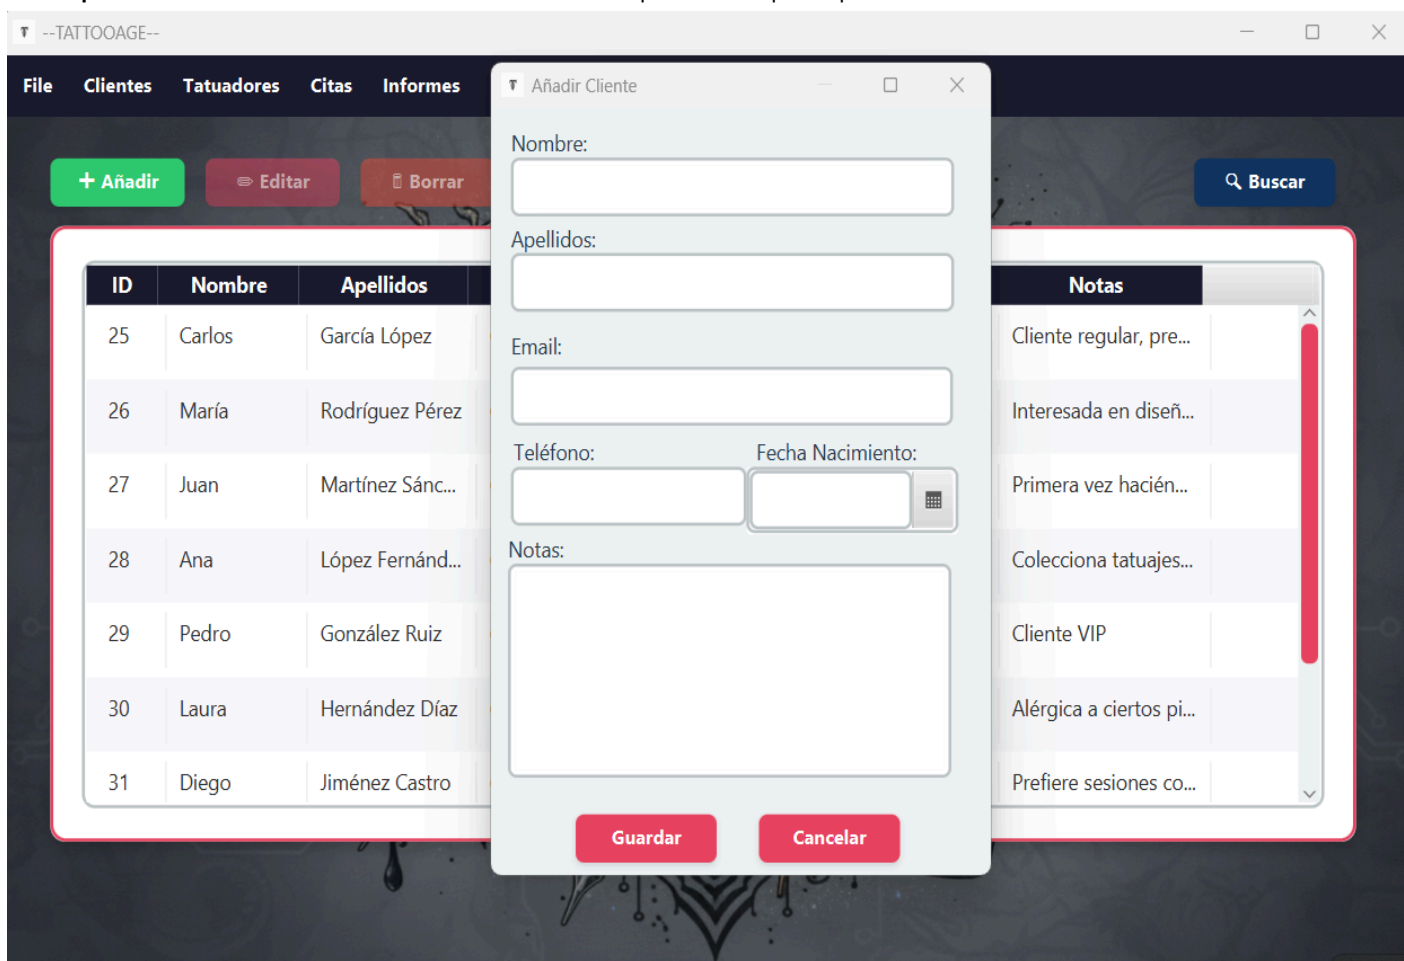 --TATTOOAGE--
File Clientes Tatuadores Citas Informes
Añadir Cliente
+ Añadir
Editar
Borrar
Buscar
Nombre:
Apellidos:
Email:
Teléfono: Fecha Nacimiento:
Notas:
Guardar Cancelar
ID Nombre Apellidos Notas
25 Carlos García López Cliente regular, pre...
26 María Rodríguez Pérez Interesada en diseñ...
27 Juan Martínez Sánc... Primera vez hacién...
28 Ana López Fernánd... Colecciona tatuajes...
29 Pedro González Ruiz Cliente VIP
30 Laura Hernández Díaz Alérgica a ciertos pi...
31 Diego Jiménez Castro Prefiere sesiones co...